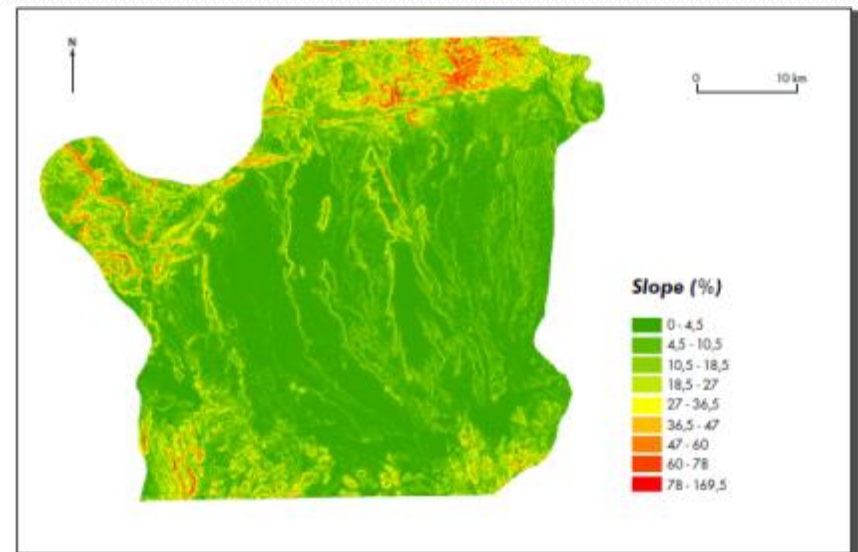 N
0 10 km
Slope (%)
0 - 4,5
4,5 - 10,5
10,5 - 18,5
18,5 - 27
27 - 36,5
36,5 - 47
47 - 60
60 - 78
78 - 169,5